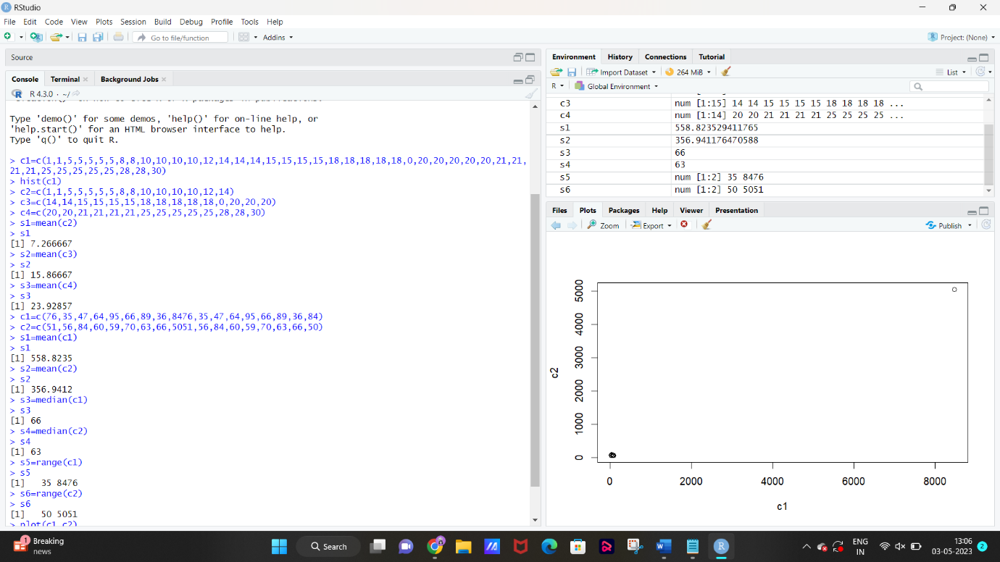 RStudio
File Edit Code View Plots Session Build Debug Profile Tools Help
Go to file/function
Addins
Project: (None)
Source
Console Terminal Background Jobs
R 4.3.0 · ~/
Type 'demo()' for some demos, 'help()' for on-line help, or
'help.start()' for an HTML browser interface to help.
Type 'q()' to quit R.
> c1=c(1,1,5,5,5,5,5,8,8,10,10,10,10,12,14,14,14,15,15,15,15,18,18,18,18,18,0,20,20,20,20,20,21,21,
21,21,25,25,25,25,25,28,28,30)
> hist(c1)
> c2=c(1,1,5,5,5,5,5,8,8,10,10,10,10,12,14)
> c3=c(14,14,15,15,15,15,18,18,18,18,18,0,20,20,20)
> c4=c(20,20,21,21,21,21,25,25,25,25,25,28,28,30)
> s1=mean(c2)
> s1
[1] 7.266667
> s2=mean(c3)
> s2
[1] 15.86667
> s3=mean(c4)
> s3
[1] 23.92857
> c1=c(76,35,47,64,95,66,89,36,8476,35,47,64,95,66,89,36,84)
> c2=c(51,56,84,60,59,70,63,66,5051,56,84,60,59,70,63,66,50)
> s1=mean(c1)
> s1
[1] 558.8235
> s2=mean(c2)
> s2
[1] 356.9412
> s3=median(c1)
> s3
[1] 66
> s4=median(c2)
> s4
[1] 63
> s5=range(c1)
> s5
[1]   35 8476
> s6=range(c2)
> s6
[1]   50 5051
> plot(c1,c2)
Environment History Connections Tutorial
Import Dataset 264 MiB List
R Global Environment
c3 num [1:15] 14 14 15 15 15 15 18 18 18 18 ...
c4 num [1:14] 20 20 21 21 21 21 25 25 25 25 ...
s1 558.823529411765
s2 356.941176470588
s3 66
s4 63
s5 num [1:2] 35 8476
s6 num [1:2] 50 5051
Files Plots Packages Help Viewer Presentation
Zoom Export Publish
5000
4000
3000
2000
1000
0
c2
0 2000 4000 6000 8000
c1
1
Breaking
news
Search
ENG
IN
13:06
03-05-2023
2